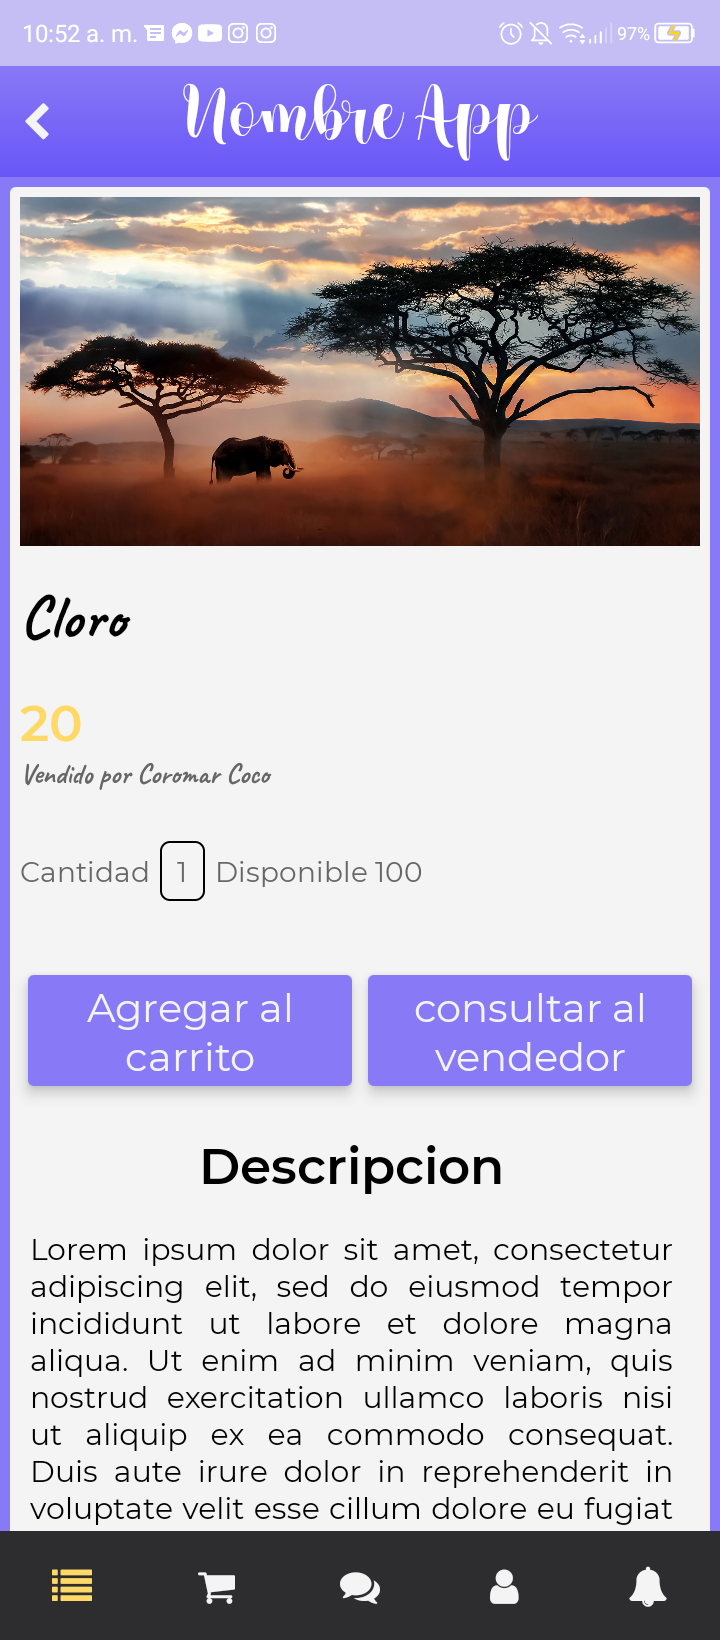 10:52 a. m.
97%
Nombre App
Cloro
20
Vendido por Coromar Coco
Cantidad 1 Disponible 100
Agregar al
carrito
consultar al
vendedor
Descripcion
Lorem ipsum dolor sit amet, consectetur
adipiscing elit, sed do eiusmod tempor
incididunt ut labore et dolore magna
aliqua. Ut enim ad minim veniam, quis
nostrud exercitation ullamco laboris nisi
ut aliquip ex ea commodo consequat.
Duis aute irure dolor in reprehenderit in
voluptate velit esse cillum dolore eu fugiat